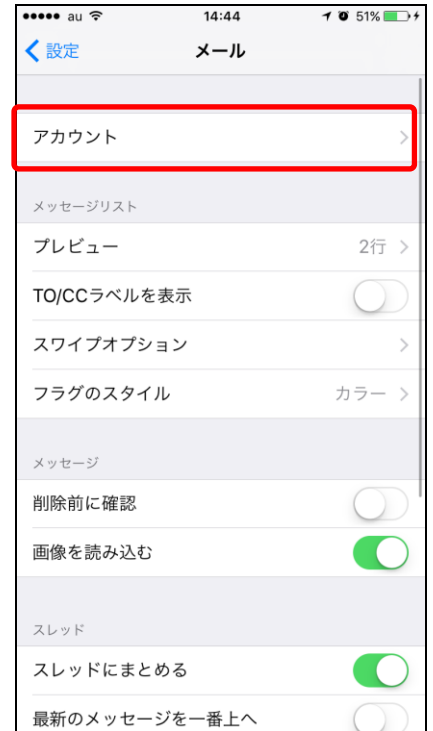 au 14:44 51%
設定 メール
アカウント
メッセージリスト
プレビュー 2行
TO/CCラベルを表示
スワイプオプション
フラグのスタイル カラー
メッセージ
削除前に確認
画像を読み込む
スレッド
スレッドにまとめる
最新のメッセージを一番上へ